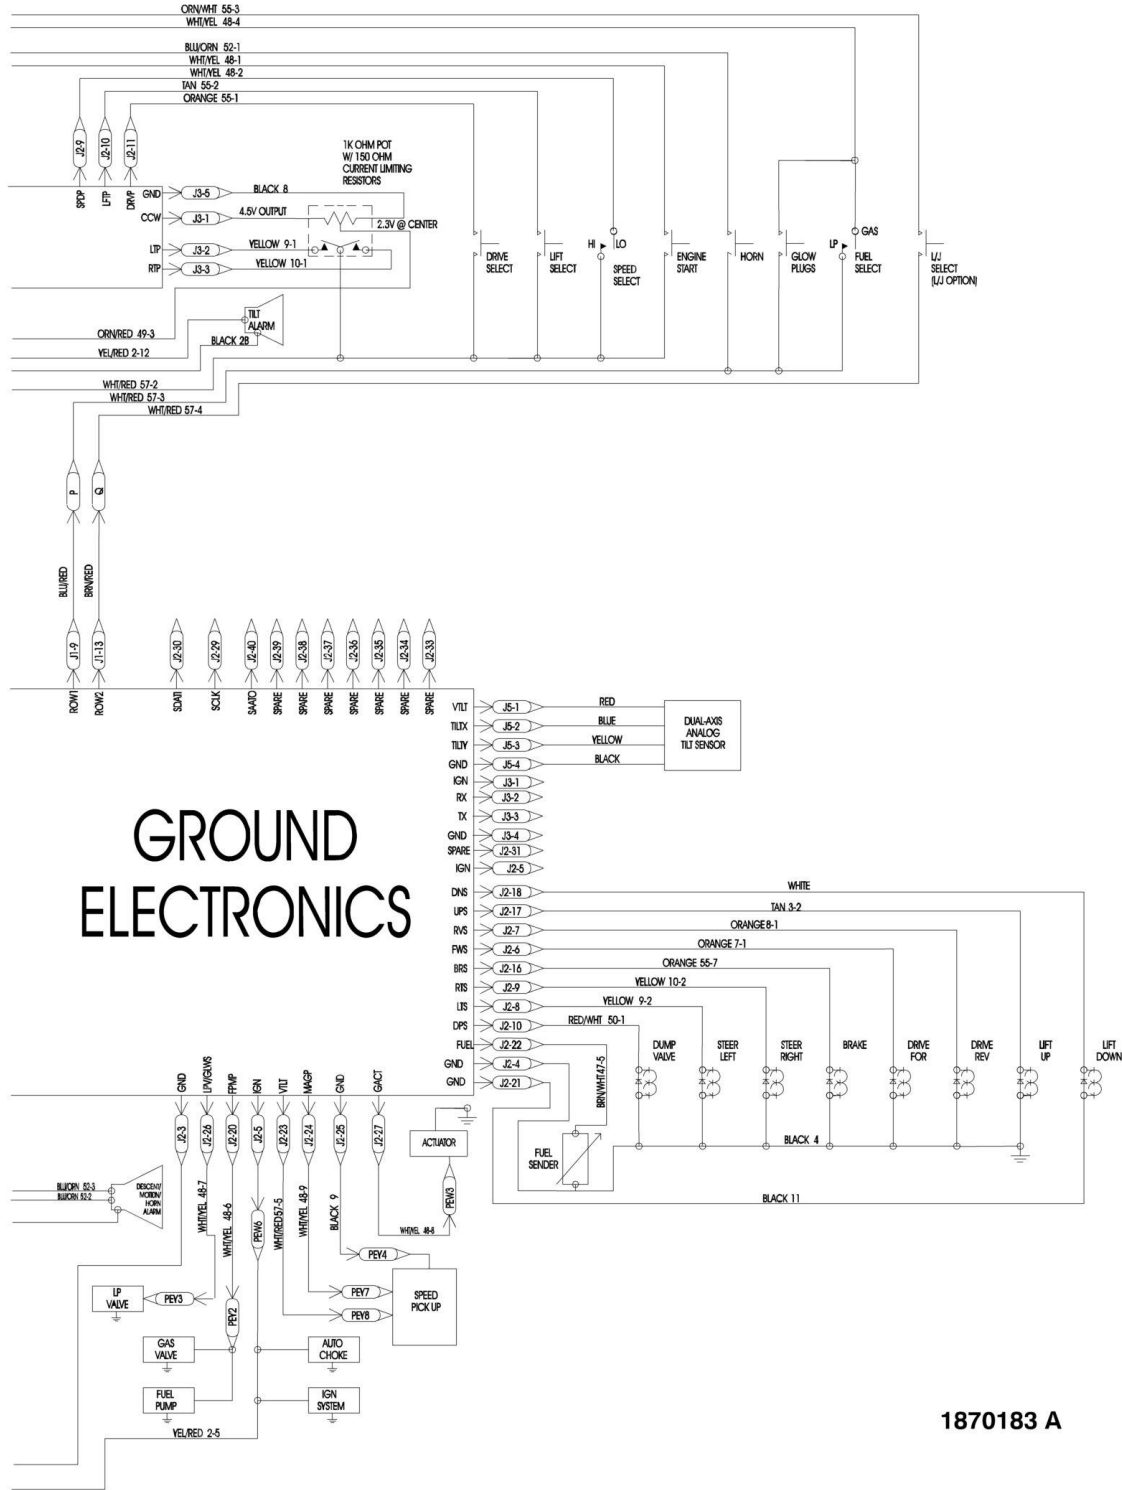 ORN/WHT 55-3
WHT/YEL 48-4
BLU/ORN 52-1
WHT/YEL 48-1
WHT/YEL 48-2
TAN 55-2
ORANGE 55-1
J2-9
J2-10
J2-11
SPDP
LFTP
DRVP
1K OHM POT
W/ 150 OHM
CURRENT LIMITING
RESISTORS
GND
J3-5
BLACK 8
CCW
J3-1
4.5V OUTPUT
2.3V @ CENTER
LTP
J3-2
YELLOW 9-1
RTP
J3-3
YELLOW 10-1
DRIVE
SELECT
LIFT
SELECT
HI
LO
SPEED
SELECT
ENGINE
START
HORN
GLOW
PLUGS
GAS
LP
FUEL
SELECT
L/J
SELECT
(L/J OPTION)
TILT
ALARM
ORN/RED 49-3
BLACK 28
YEL/RED 2-12
WHT/RED 57-2
WHT/RED 57-3
WHT/RED 57-4
P
Q
BLU/RED
BRN/RED
J1-9
J1-13
J2-30
J2-29
J2-40
J2-39
J2-38
J2-37
J2-36
J2-35
J2-34
J2-33
ROW1
ROW2
SDATI
SCLK
SAATO
SPARE
SPARE
SPARE
SPARE
SPARE
SPARE
SPARE
VTLT
J5-1
RED
TILTX
J5-2
BLUE
TILTY
J5-3
YELLOW
GND
J5-4
BLACK
DUAL-AXIS
ANALOG
TILT SENSOR
IGN
J3-1
RX
J3-2
TX
J3-3
GND
J3-4
SPARE
J2-31
IGN
J2-5
GROUND
ELECTRONICS
DNS
J2-18
WHITE
UPS
J2-17
TAN 3-2
RVS
J2-7
ORANGE 8-1
FWS
J2-6
ORANGE 7-1
BRS
J2-16
ORANGE 55-7
RTS
J2-9
YELLOW 10-2
LTS
J2-8
YELLOW 9-2
DPS
J2-10
RED/WHT 50-1
FUEL
J2-22
GND
J2-4
GND
J2-21
BRN/WHT 47-5
DUMP
VALVE
STEER
LEFT
STEER
RIGHT
BRAKE
DRIVE
FOR
DRIVE
REV
LIFT
UP
LIFT
DOWN
GND
LPV/GLWS
FPMP
IGN
VTLT
MAGP
GND
GACT
J2-3
J2-26
J2-20
J2-5
J2-23
J2-24
J2-25
J2-27
ACTUATOR
FUEL
SENDER
BLACK 4
BLACK 11
BLU/ORN 52-3
BLU/ORN 52-2
DESCENT/
MOTION/
HORN
ALARM
WHT/YEL 48-7
WHT/YEL 48-6
PEW6
WHT/RED 57-5
WHT/YEL 48-9
BLACK 9
PEW3
WHT/YEL 48-8
PEV4
LP
VALVE
PEV3
PEV2
PEV7
PEV8
SPEED
PICK UP
GAS
VALVE
AUTO
CHOKE
FUEL
PUMP
IGN
SYSTEM
YEL/RED 2-5
1870183 A